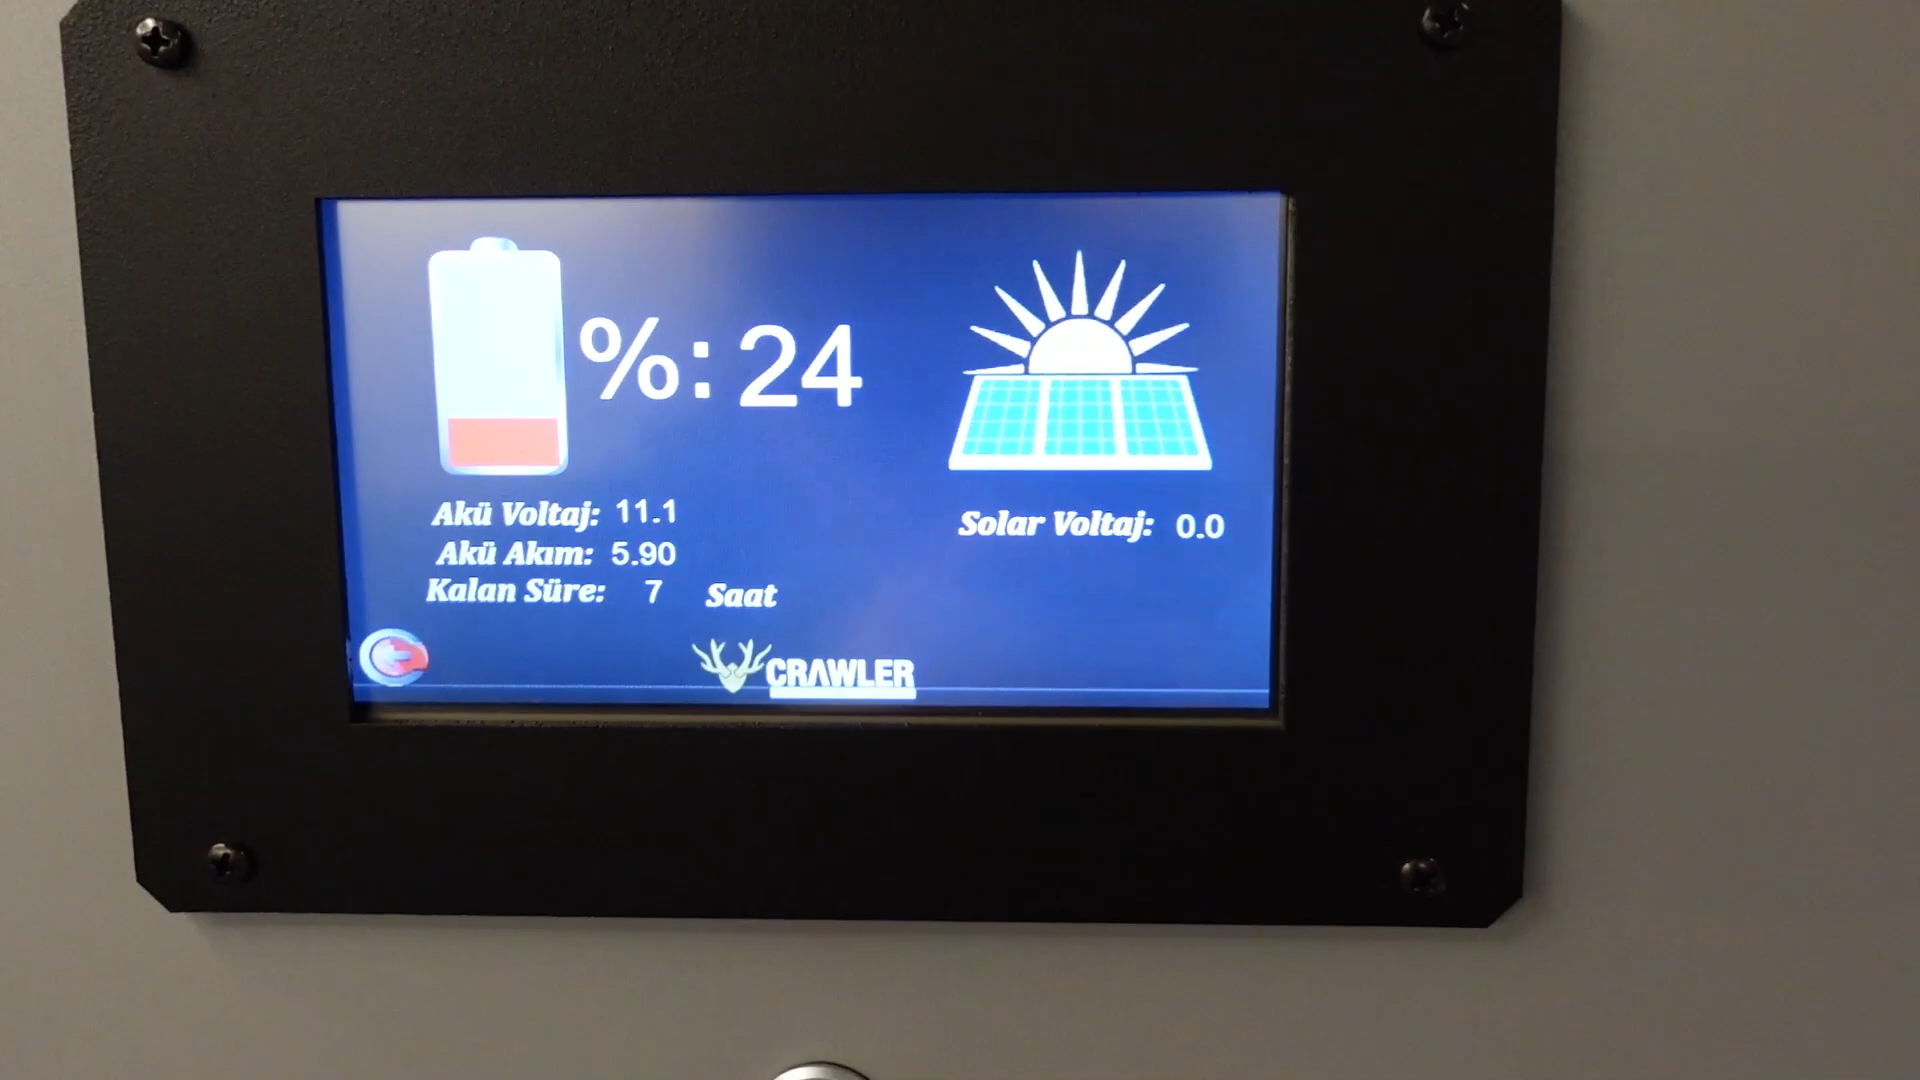 %: 24
Akü Voltaj: 11.1
Akü Akım: 5.90
Kalan Süre: 7 Saat
Solar Voltaj: 0.0
CRAWLER